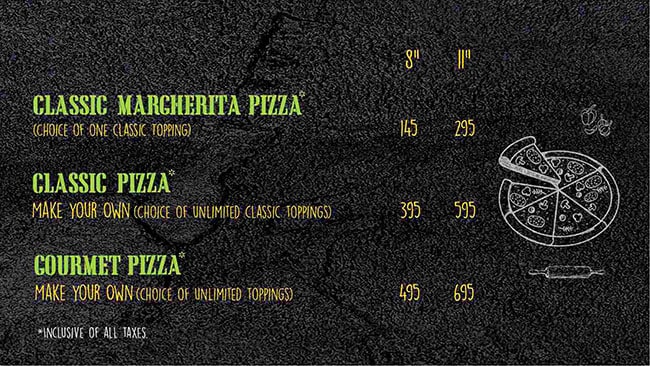 8" 11"
CLASSIC MARGHERITA PIZZA*
(CHOICE OF ONE CLASSIC TOPPING) 145 295
CLASSIC PIZZA*
MAKE YOUR OWN (CHOICE OF UNLIMITED CLASSIC TOPPINGS) 395 595
GOURMET PIZZA*
MAKE YOUR OWN (CHOICE OF UNLIMITED TOPPINGS) 495 695
*INCLUSIVE OF ALL TAXES.